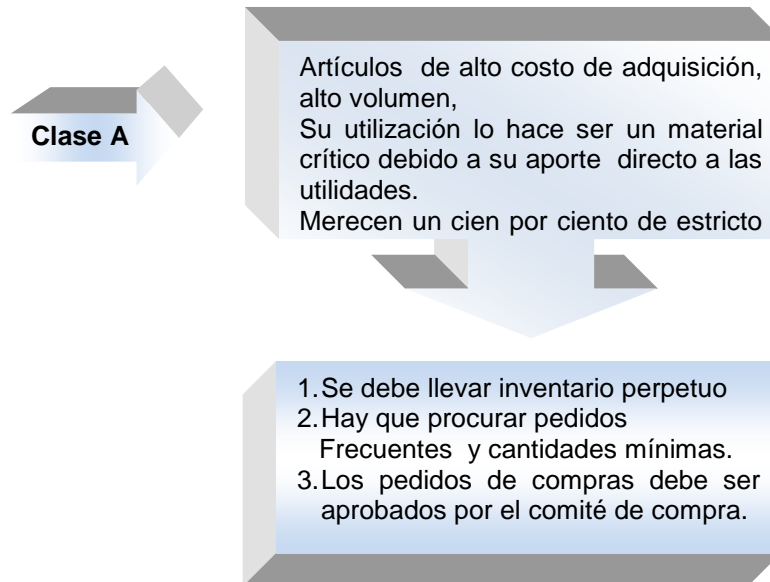 Clase A
Artículos de alto costo de adquisición,
alto volumen,
Su utilización lo hace ser un material
crítico debido a su aporte directo a las
utilidades.
Merecen un cien por ciento de estricto
1.Se debe llevar inventario perpetuo
2.Hay que procurar pedidos
Frecuentes y cantidades mínimas.
3.Los pedidos de compras debe ser
aprobados por el comité de compra.